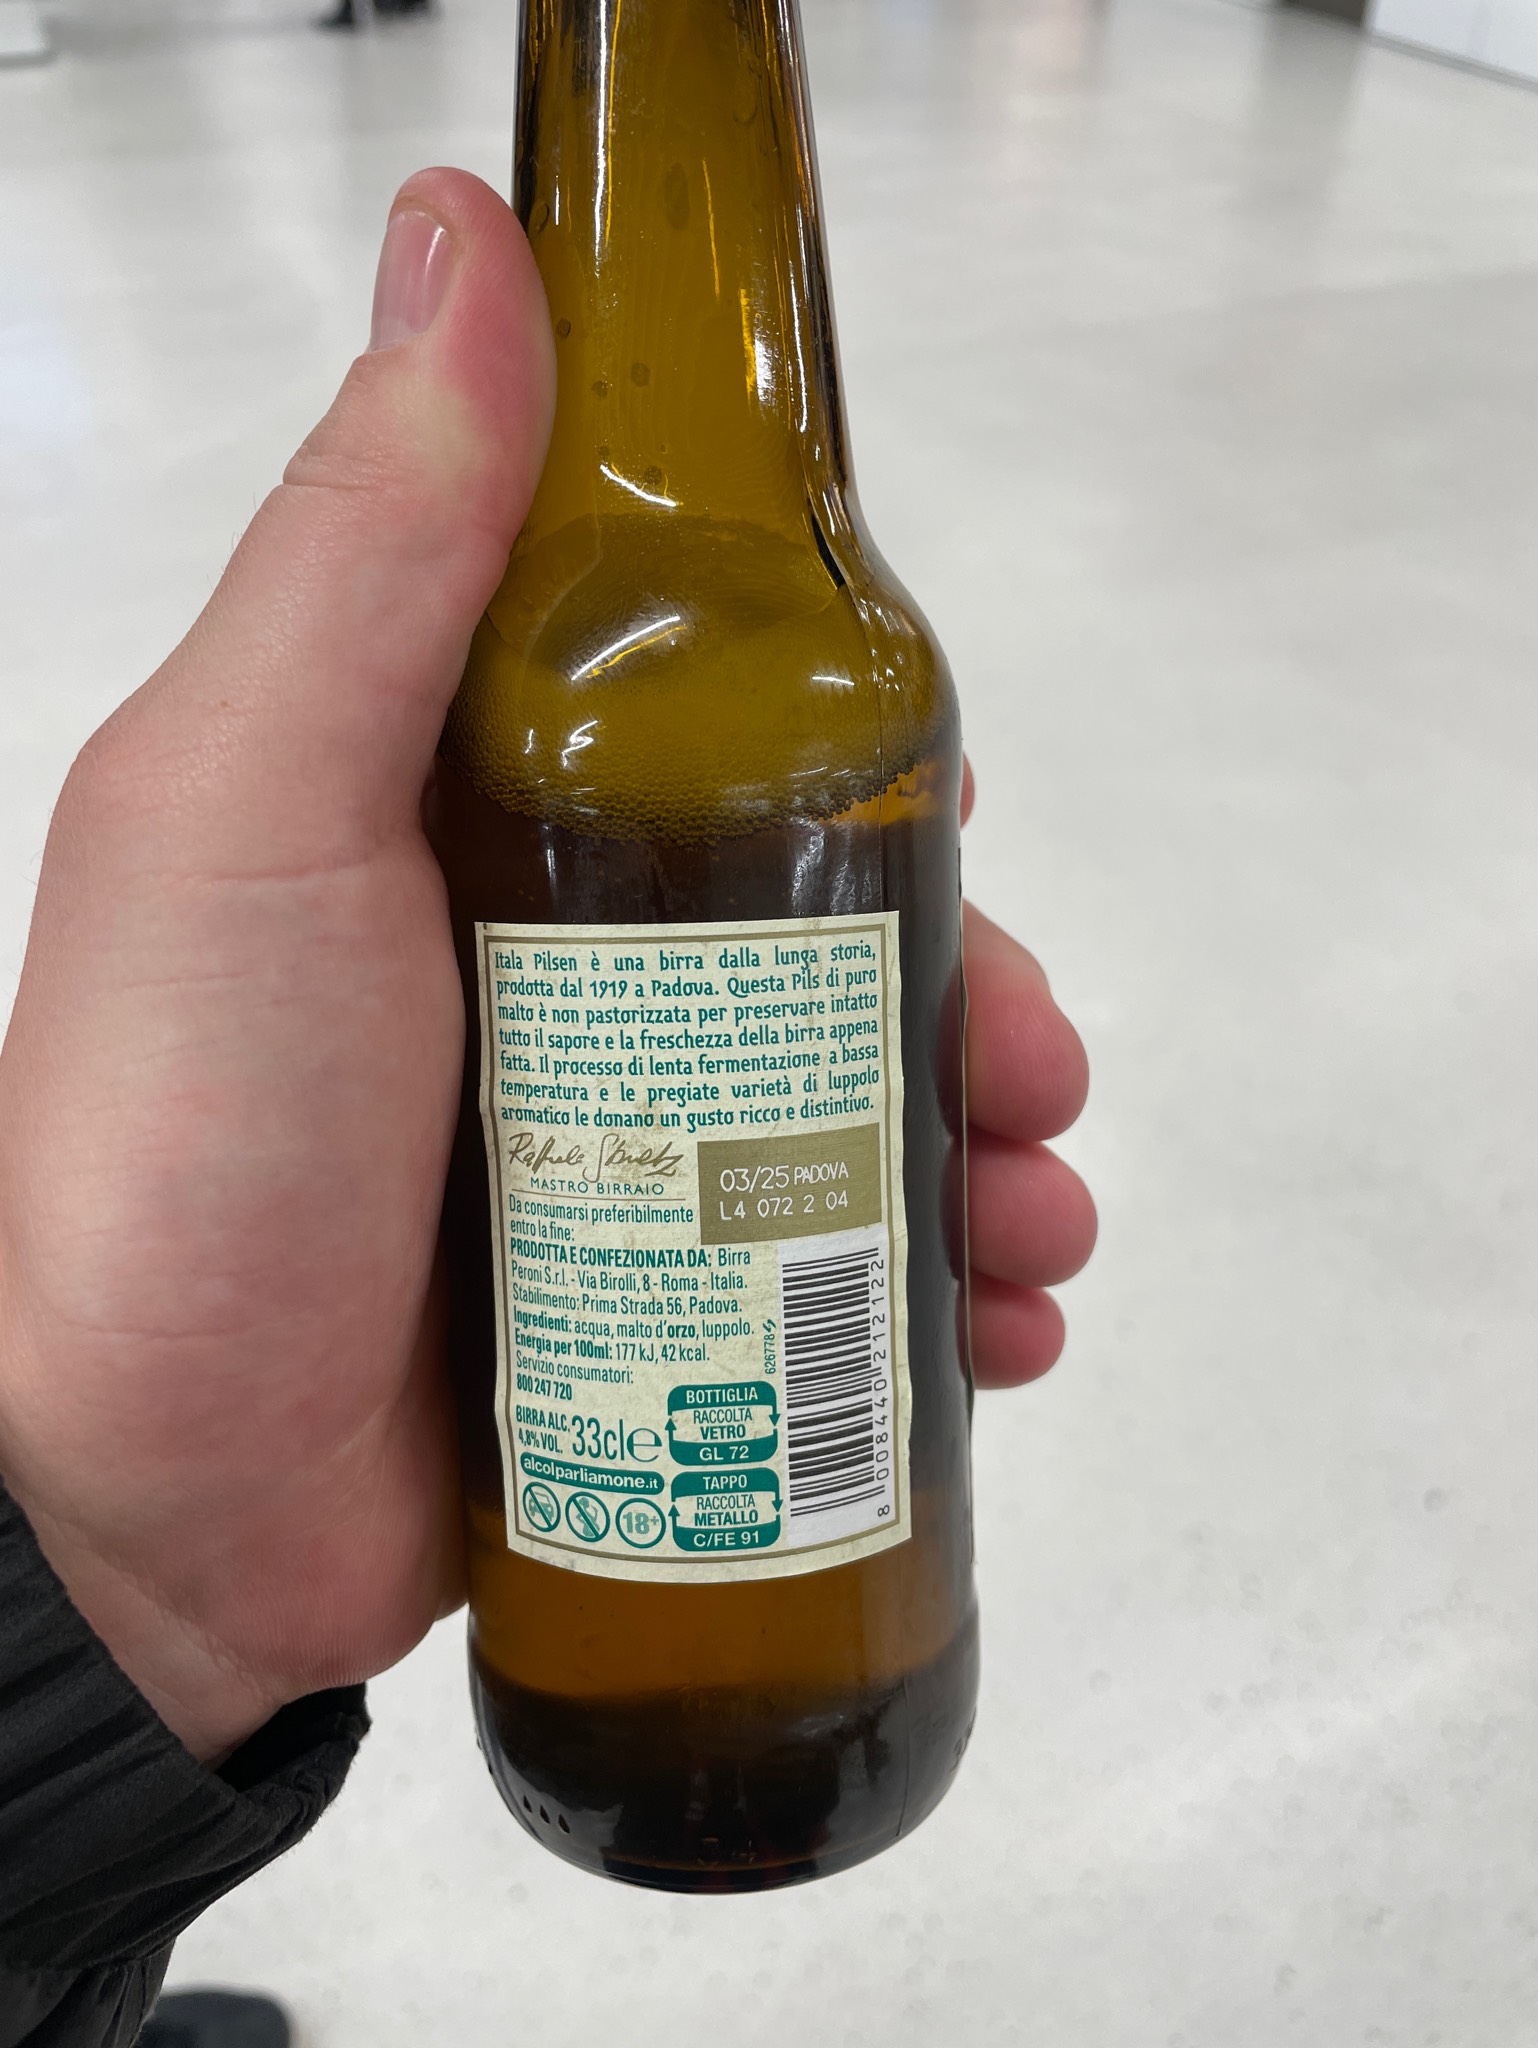 Itala Pilsen è una birra dalla lunga storia,
prodotta dal 1919 a Padova. Questa Pils di puro
malto è non pastorizzata per preservare intatto
tutto il sapore e la freschezza della birra appena
fatta. Il processo di lenta fermentazione a bassa
temperatura e le pregiate varietà di luppolo
aromatico le donano un gusto ricco e distintivo.
MASTRO BIRRAIO
03/25 PADOVA
L4 072 2 04
Da consumarsi preferibilmente
entro la fine:
PRODOTTA E CONFEZIONATA DA: Birra
Peroni S.r.l. - Via Birolli, 8 - Roma - Italia.
Stabilimento: Prima Strada 56, Padova.
Ingredienti: acqua, malto d'orzo, luppolo.
Energia per 100ml: 177 kJ, 42 kcal.
Servizio consumatori:
800 247 720
626778
BIRRA ALC.
4,8% VOL.
33cl e
alcolparliamone.it
18+
BOTTIGLIA
RACCOLTA
VETRO
GL 72
TAPPO
RACCOLTA
METALLO
C/FE 91
8 008440 212122